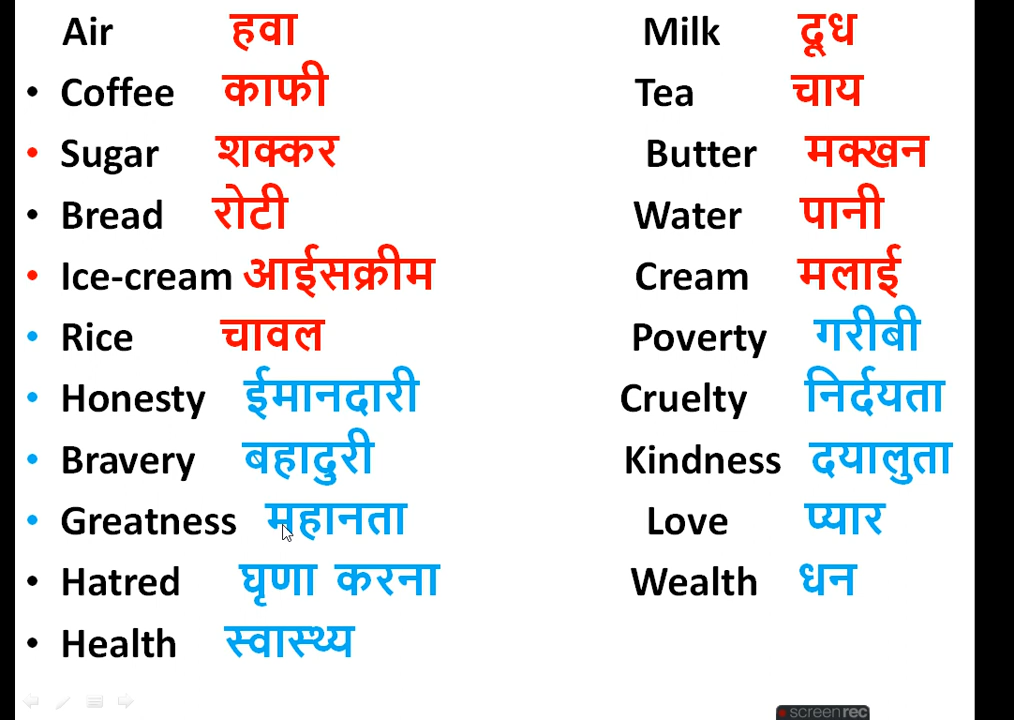 Air हवा Milk दूध
• Coffee काफी Tea चाय
• Sugar शक्कर Butter मक्खन
• Bread रोटी Water पानी
• Ice-cream आईसक्रीम Cream मलाई
• Rice चावल Poverty गरीबी
• Honesty ईमानदारी Cruelty निर्दयता
• Bravery बहादुरी Kindness दयालुता
• Greatness महानता Love प्यार
• Hatred घृणा करना Wealth धन
• Health स्वास्थ्य
screenrec